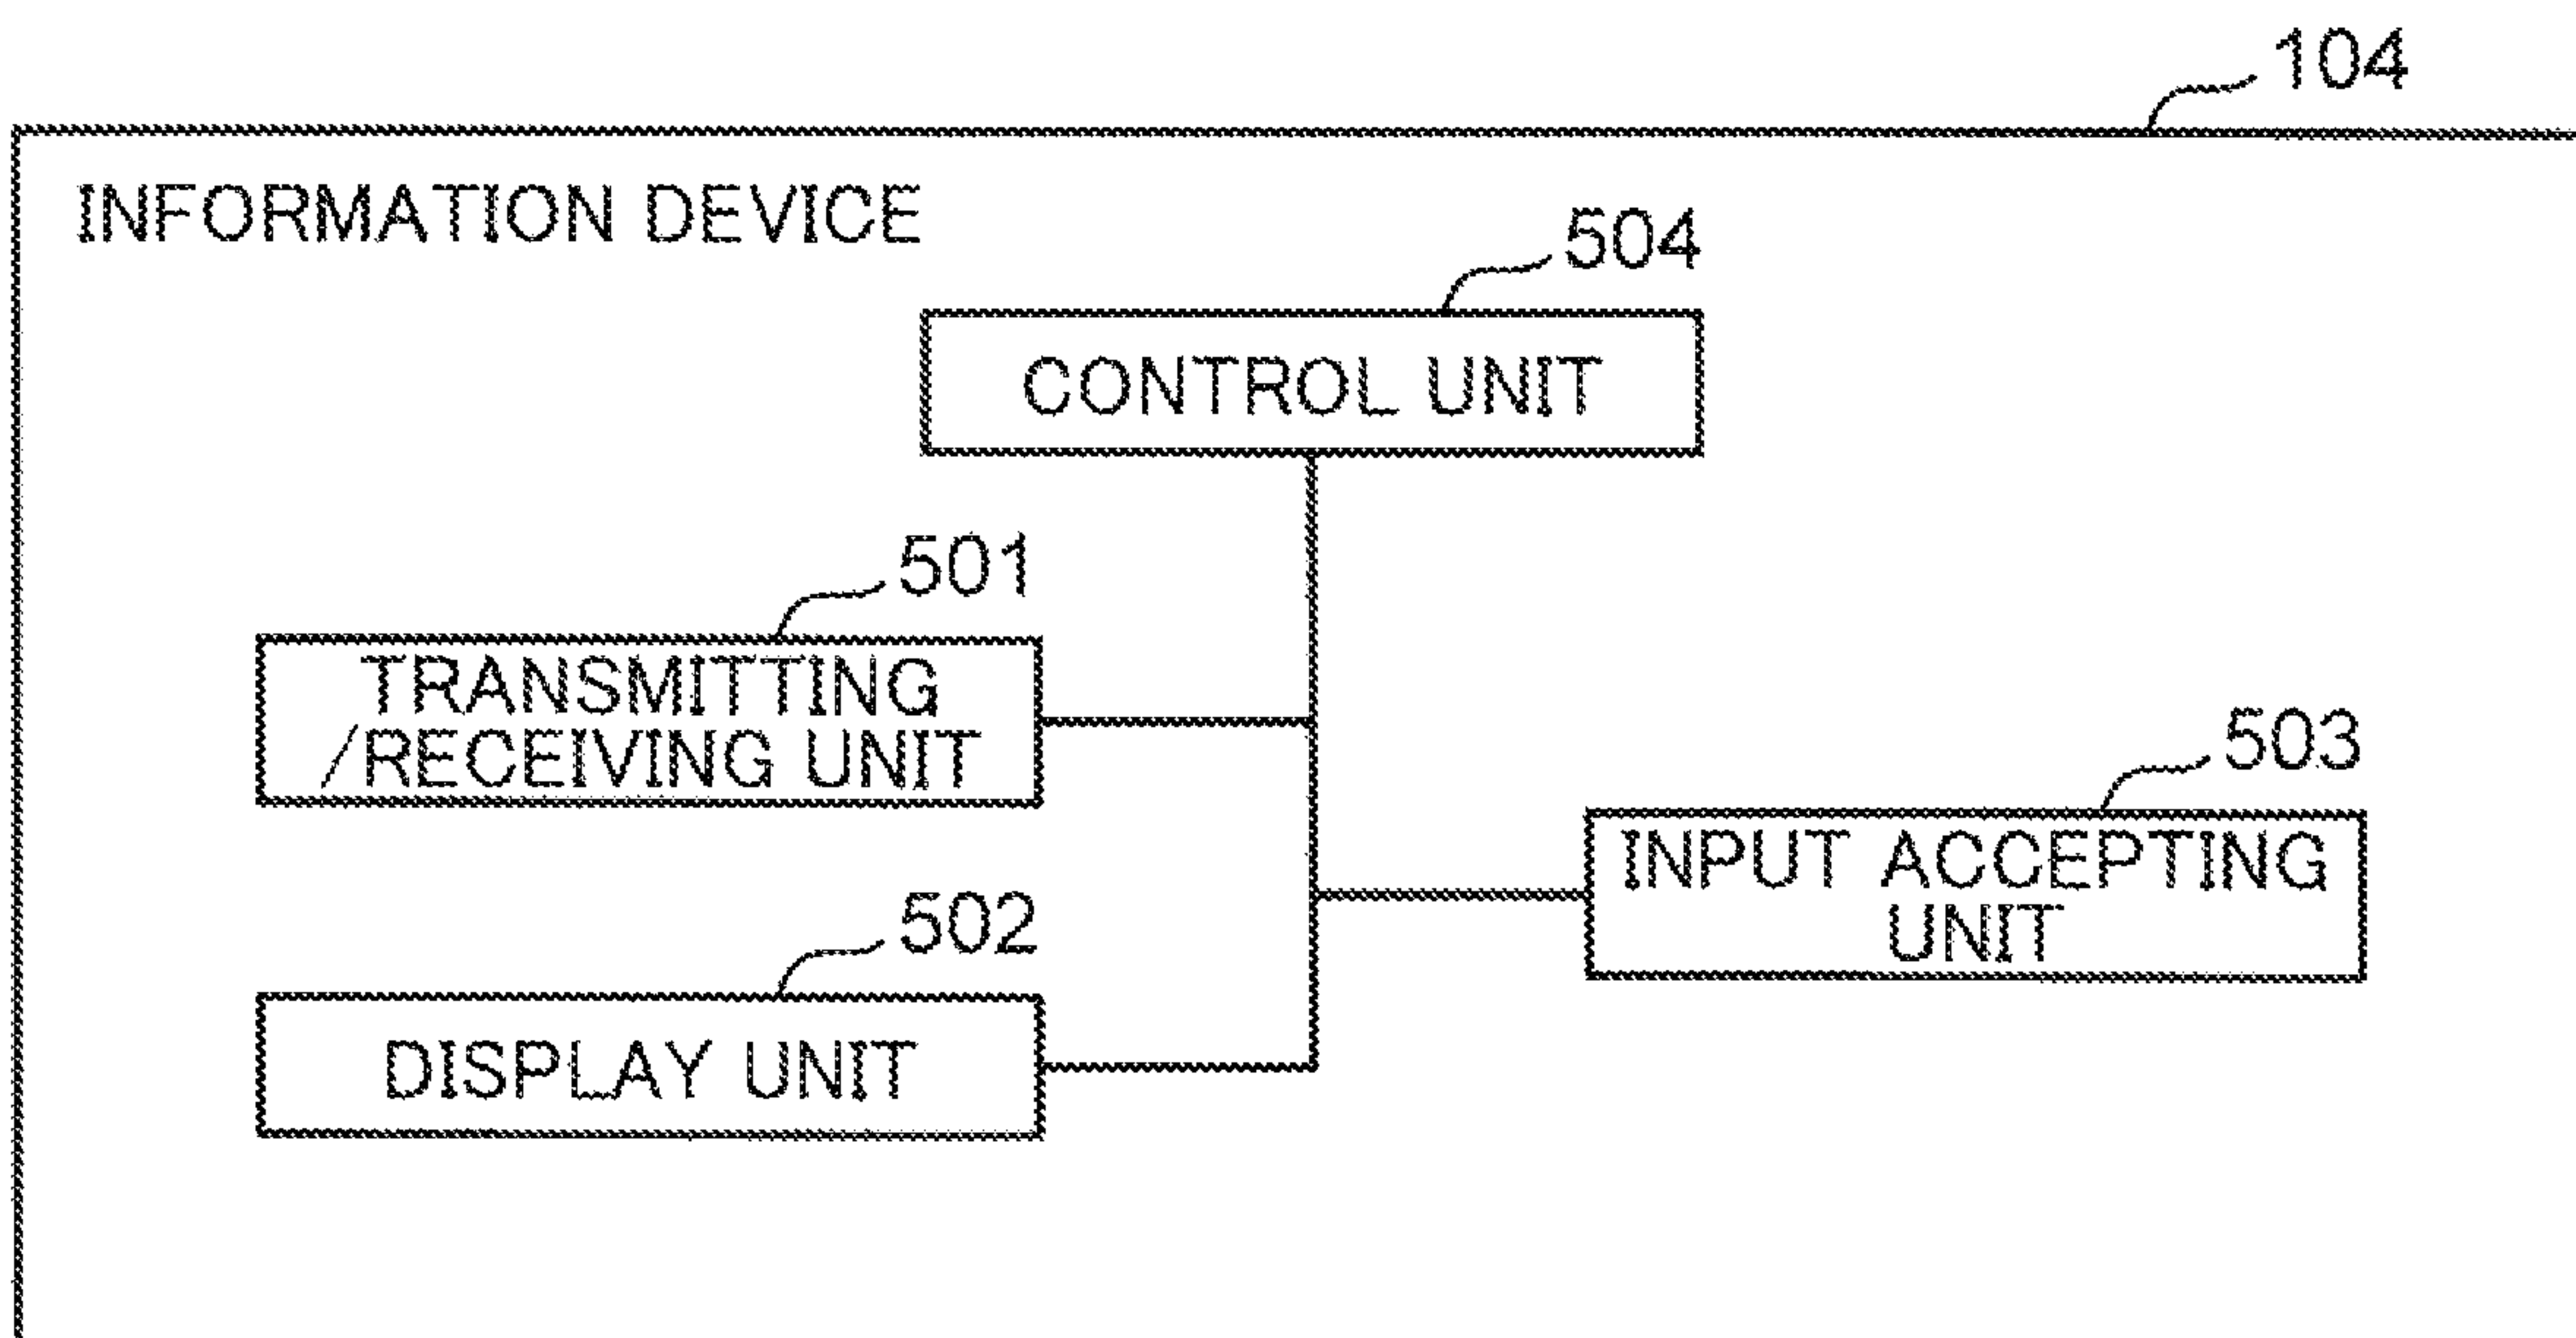 104
INFORMATION DEVICE
504
CONTROL UNIT
501
TRANSMITTING
/RECEIVING UNIT
503
INPUT ACCEPTING
UNIT
502
DISPLAY UNIT